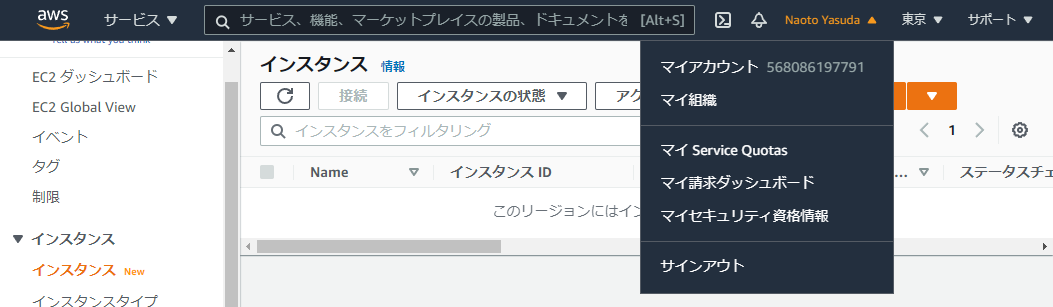 aws
サービス ▼
サービス、機能、マーケットプレイスの製品、ドキュメントを [Alt+S]
Naoto Yasuda ▲
東京 ▼
サポート ▼
Tell us what you think
EC2 ダッシュボード
EC2 Global View
イベント
タグ
制限
▼ インスタンス
インスタンス New
インスタンスタイプ
インスタンス 情報
接続
インスタンスの状態 ▼
アク
インスタンスをフィルタリング
1
Name
インスタンス ID
...
ステータスチェ
このリージョンにはイン
マイアカウント 568086197791
マイ組織
マイ Service Quotas
マイ請求ダッシュボード
マイセキュリティ資格情報
サインアウト